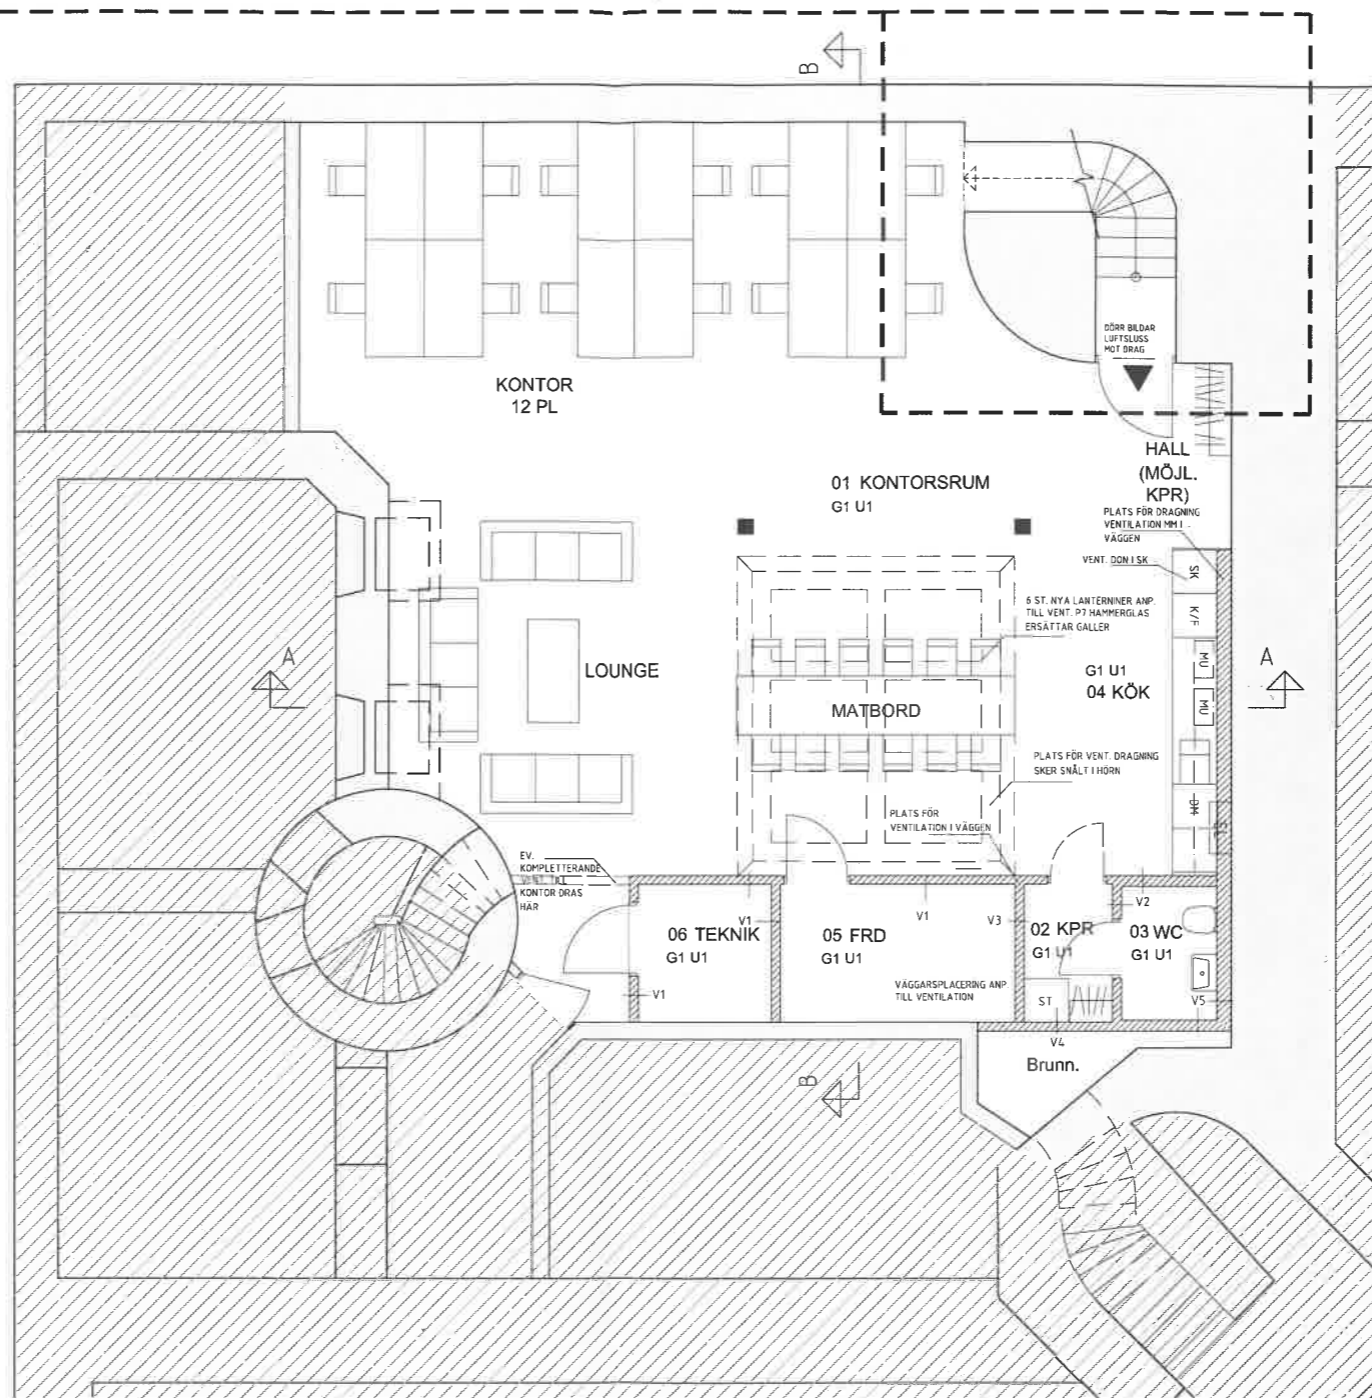 B
DÖRR BILDAR
LUFTSLUSS
MOT DRAG
KONTOR
12 PL
HALL
(MÖJL.
KPR)
01 KONTORSRUM
G1 U1
PLATS FÖR DRAGNING
VENTILATION MM I
VÄGGEN
VENT. DON I SK
SK
K/F
6 ST. NYA LANTERNINER ANP.
TILL VENT. P7 HAMMERGLAS
ERSÄTTAR GALLER
A
LOUNGE
MATBORD
G1 U1
04 KÖK
MU
MU
A
PLATS FÖR VENT. DRAGNING
SKER SNÅLT I HÖRN
DM
PLATS FÖR
VENTILATION I VÄGGEN
EV.
KOMPLETTERANDE
KONTOR DRAS
HÄR
V1
V1
V3
V2
06 TEKNIK
G1 U1
05 FRD
G1 U1
02 KPR
G1 U1
03 WC
G1 U1
VÄGGARSPLACERING ANP
TILL VENTILATION
V1
ST
V5
V4
Brunn.
B